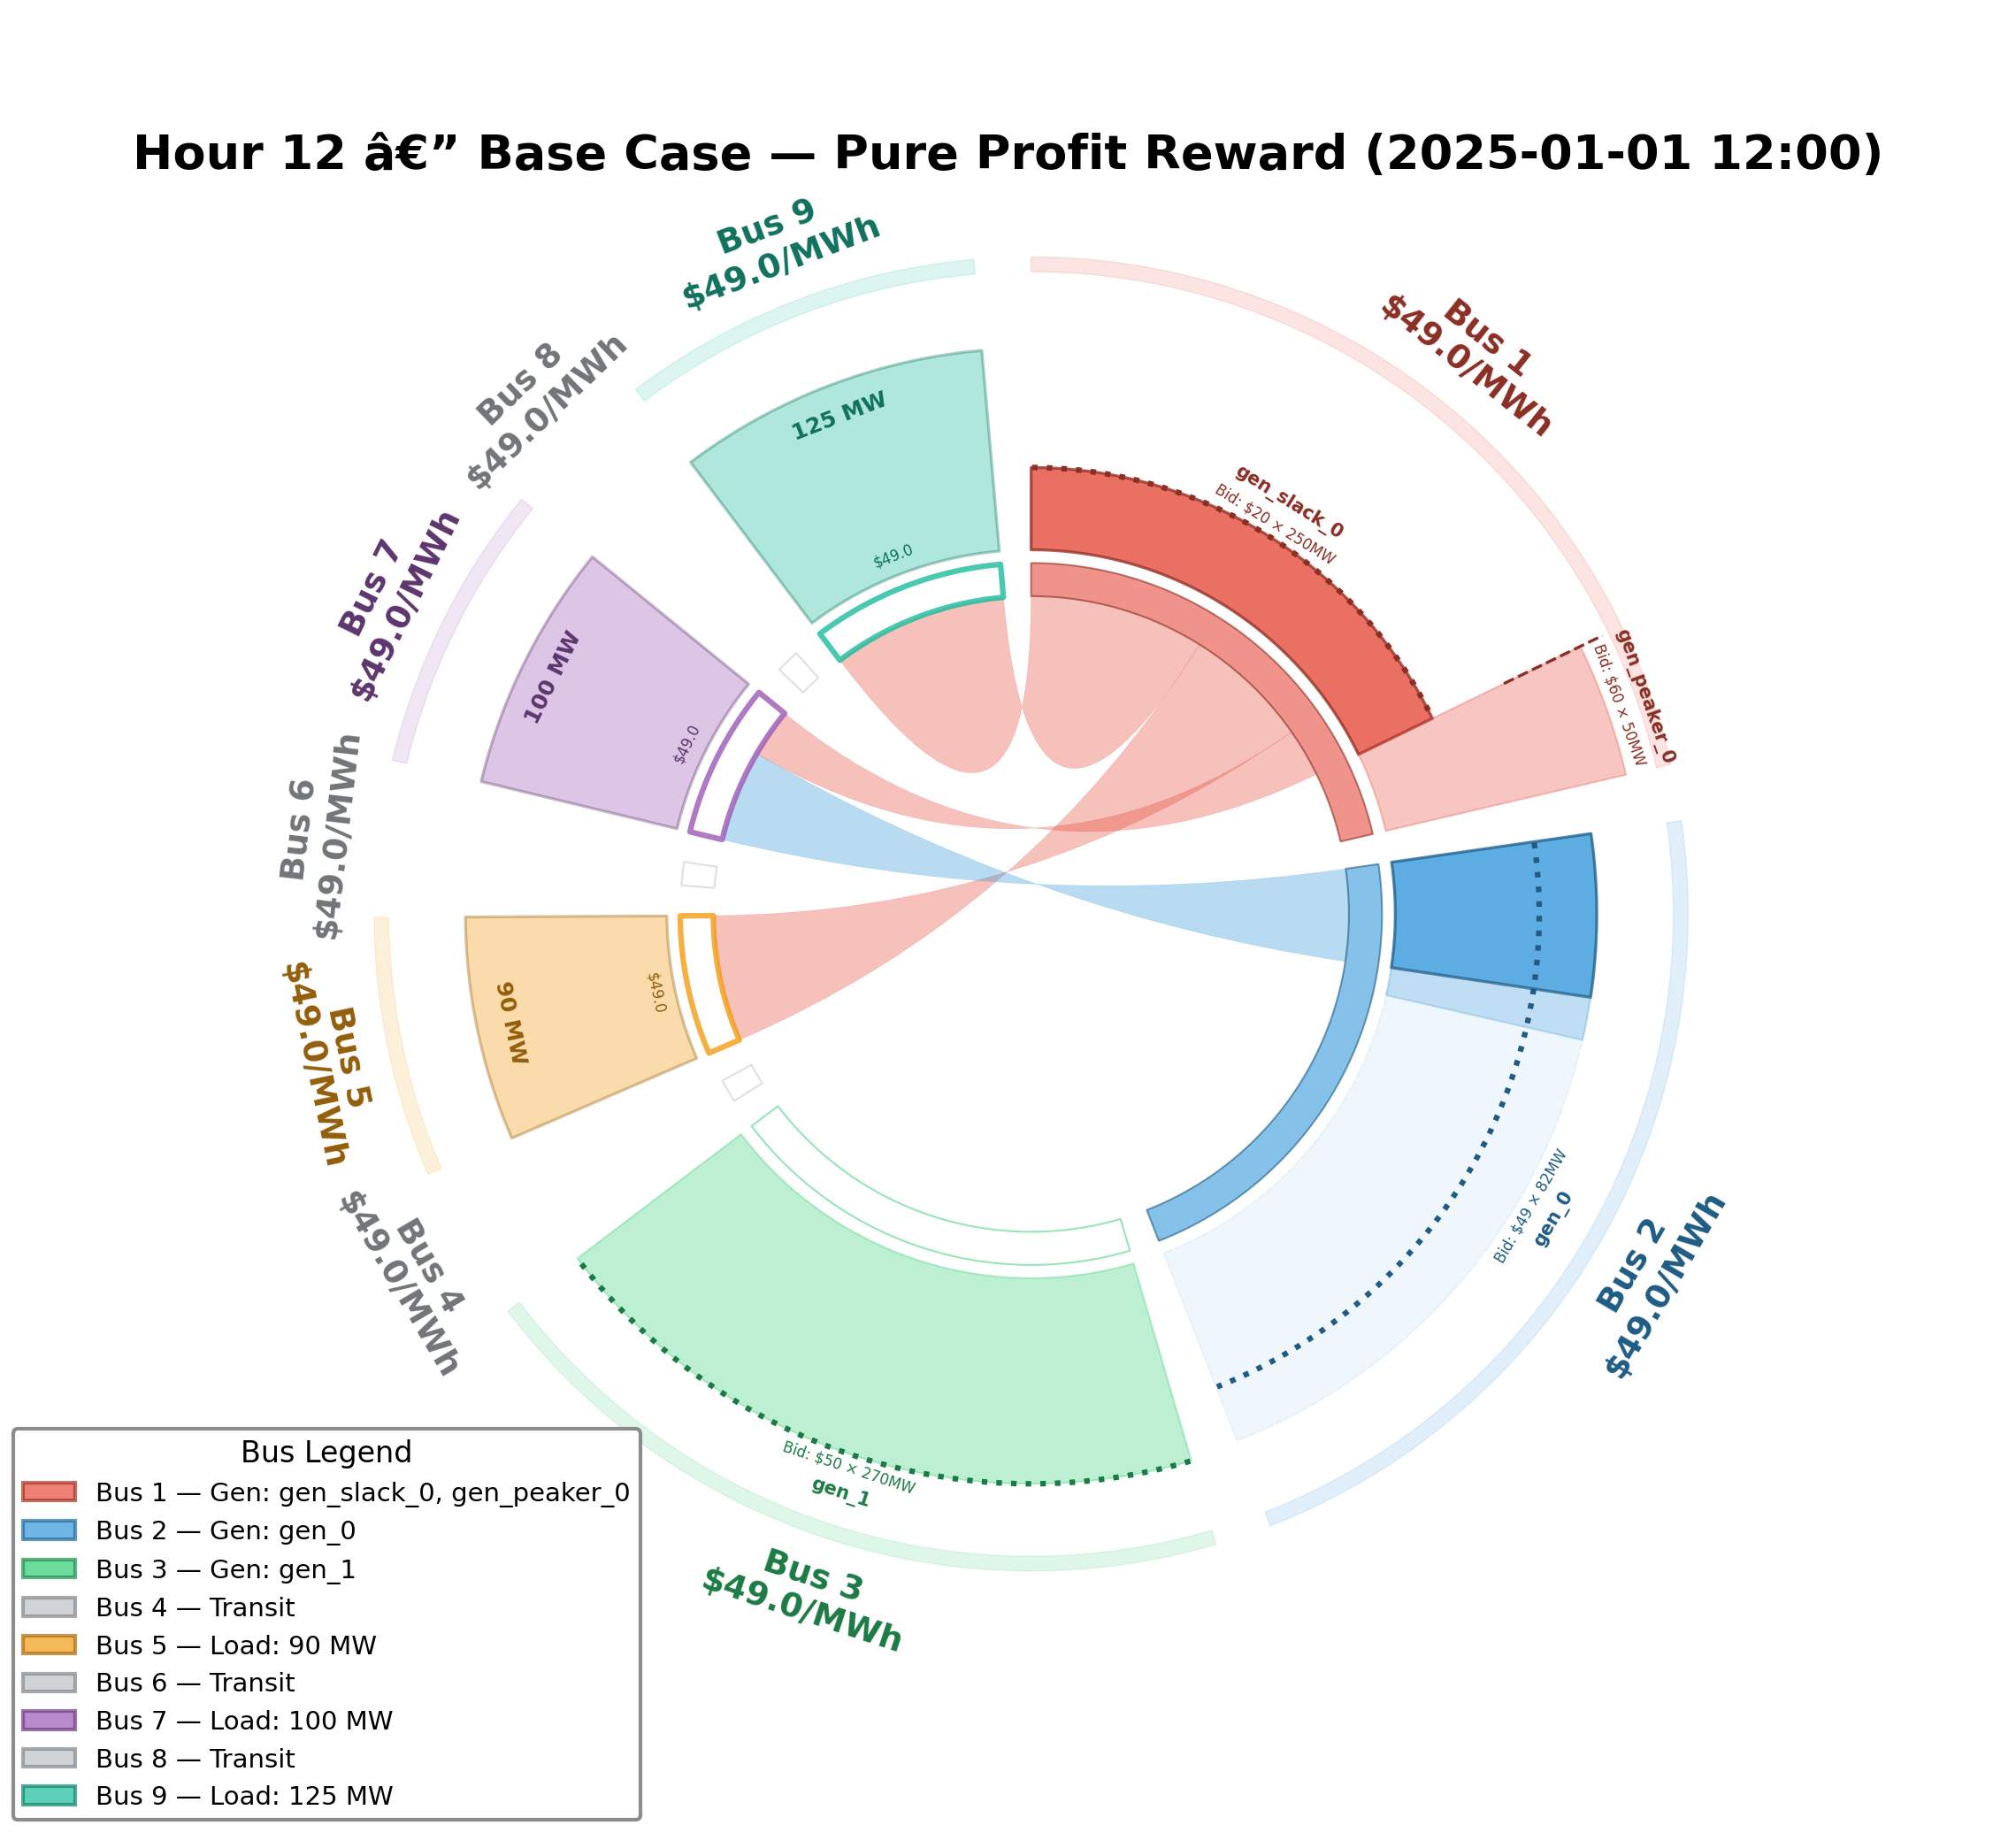 Hour 12 â€” Base Case — Pure Profit Reward (2025-01-01 12:00)
Bus 9
$49.0/MWh
Bus 1
$49.0/MWh
Bus 8
$49.0/MWh
125 MW
$49.0
gen_slack_0
Bid: $20 × 250MW
Bus 7
$49.0/MWh
100 MW
$49.0
gen_peaker_0
Bid: $60 × 50MW
Bus 6
$49.0/MWh
Bus 5
$49.0/MWh
90 MW
$49.0
Bid: $49 × 82MW
gen_0
Bus 2
$49.0/MWh
Bus 4
$49.0/MWh
Bid: $50 × 270MW
gen_1
Bus 3
$49.0/MWh
Bus Legend
Bus 1 — Gen: gen_slack_0, gen_peaker_0
Bus 2 — Gen: gen_0
Bus 3 — Gen: gen_1
Bus 4 — Transit
Bus 5 — Load: 90 MW
Bus 6 — Transit
Bus 7 — Load: 100 MW
Bus 8 — Transit
Bus 9 — Load: 125 MW